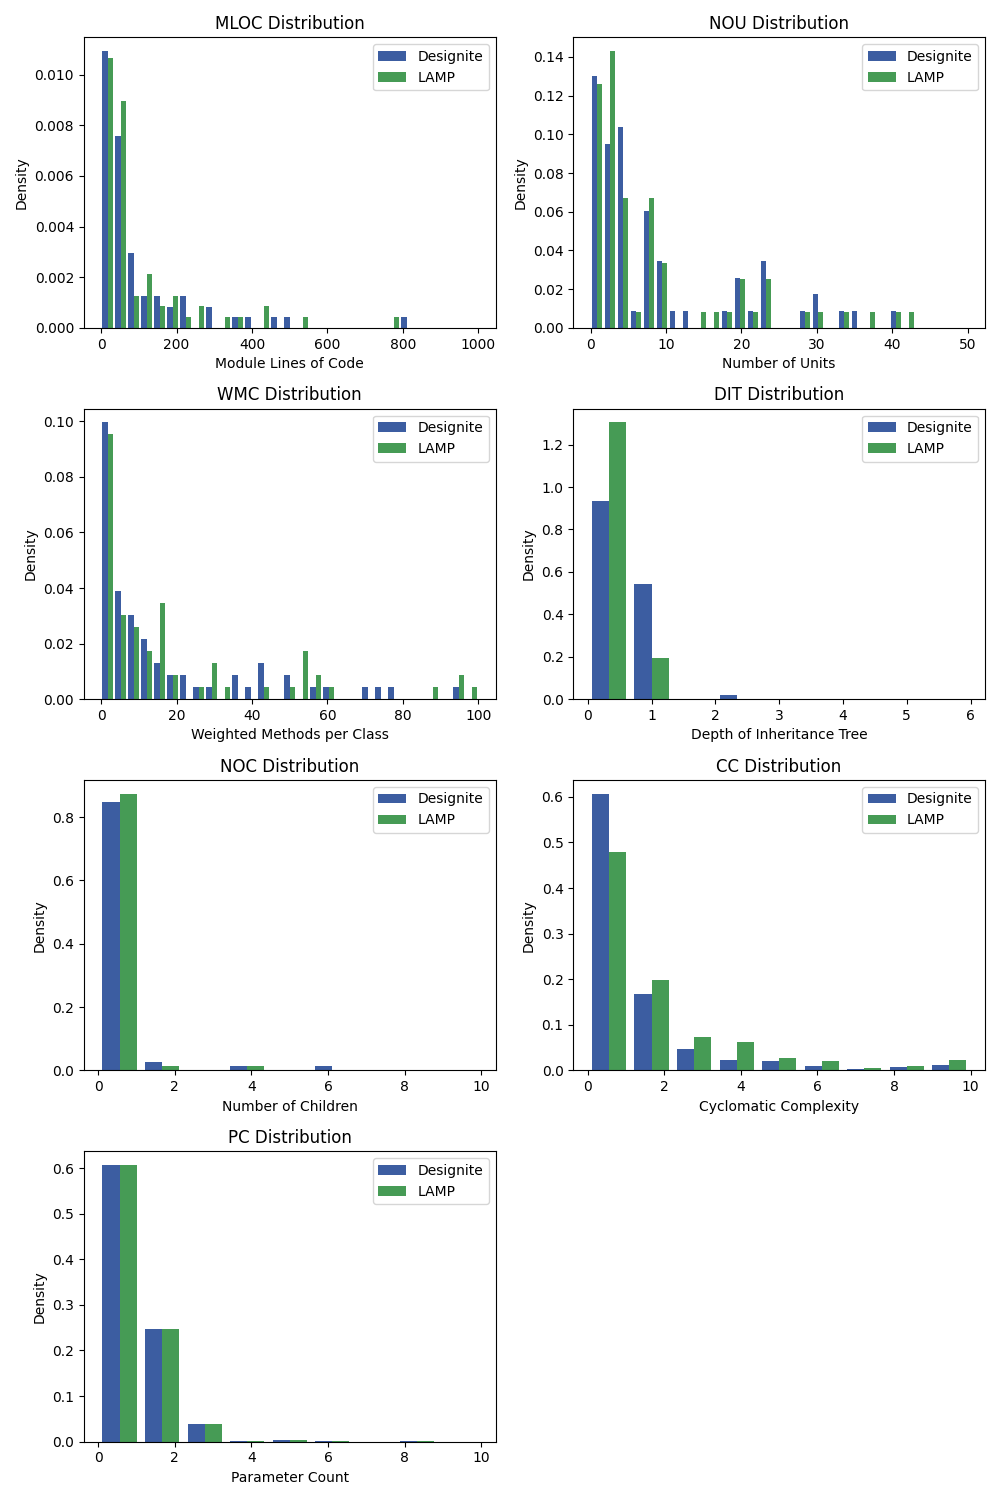 MLOC Distribution
Density
0.010
0.008
0.006
0.004
0.002
0.000
Designite
LAMP
0 200 400 600 800 1000
Module Lines of Code
NOU Distribution
Density
0.14
0.12
0.10
0.08
0.06
0.04
0.02
0.00
Designite
LAMP
0 10 20 30 40 50
Number of Units
WMC Distribution
Density
0.10
0.08
0.06
0.04
0.02
0.00
Designite
LAMP
0 20 40 60 80 100
Weighted Methods per Class
DIT Distribution
Density
1.2
1.0
0.8
0.6
0.4
0.2
0.0
Designite
LAMP
0 1 2 3 4 5 6
Depth of Inheritance Tree
NOC Distribution
Density
0.8
0.6
0.4
0.2
0.0
Designite
LAMP
0 2 4 6 8 10
Number of Children
CC Distribution
Density
0.6
0.5
0.4
0.3
0.2
0.1
0.0
Designite
LAMP
0 2 4 6 8 10
Cyclomatic Complexity
PC Distribution
Density
0.6
0.5
0.4
0.3
0.2
0.1
0.0
Designite
LAMP
0 2 4 6 8 10
Parameter Count